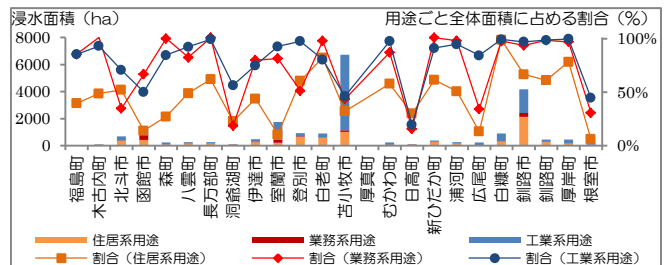 浸水面積(ha)
用途ごと全体面積に占める割合(%)
8000
6000
4000
2000
0
100%
50%
0%
福島町
木古内町
北斗市
函館市
森町
八雲町
長万部町
洞爺湖町
伊達市
室蘭市
登別市
白老町
苫小牧市
厚真町
むかわ町
日高町
新ひだか町
浦河町
広尾町
白糠町
釧路市
釧路町
厚岸町
根室市
住居系用途
業務系用途
工業系用途
割合(住居系用途)
割合(業務系用途)
割合(工業系用途)